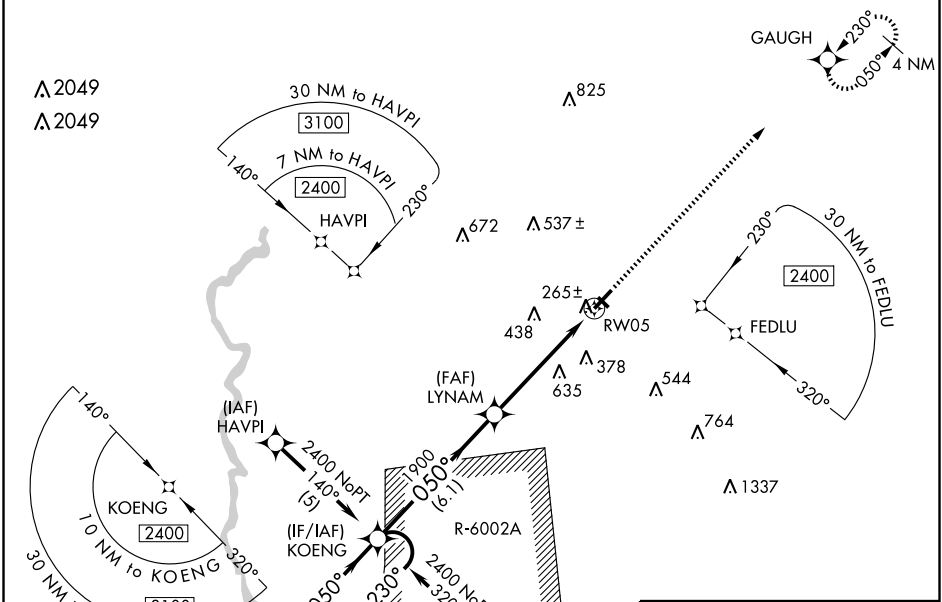 GAUGH
230°
050°
4 NM
2049
2049
825
30 NM to HAVPI
3100
7 NM to HAVPI
2400
140°
230°
HAVPI
672
537 ±
230°
30 NM to FEDLU
2400
FEDLU
320°
265±
438
RW05
378
635
544
764
1337
(FAF)
LYNAM
(IAF)
HAVPI
2400 NoPT
140°
(5)
1900
050°
(6.1)
R-6002A
(IF/IAF)
KOENG
2400 NoPT
320°
050°
230°
140°
KOENG
2400
10 NM to KOENG
320°
30 NM